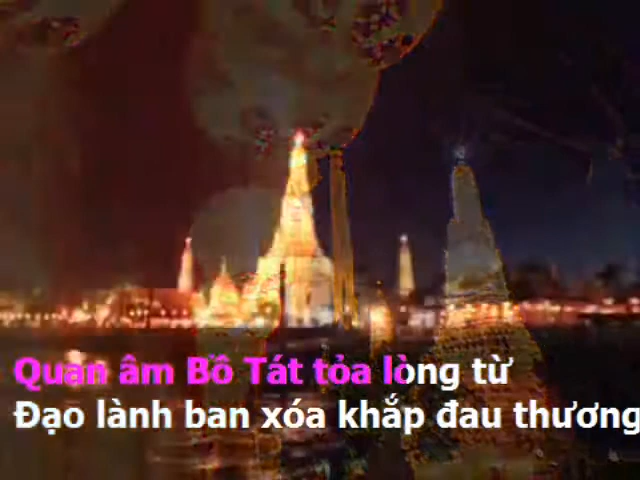 Quan âm Bồ Tát tỏa lòng từ
Đạo lành ban xóa khắp đau thương